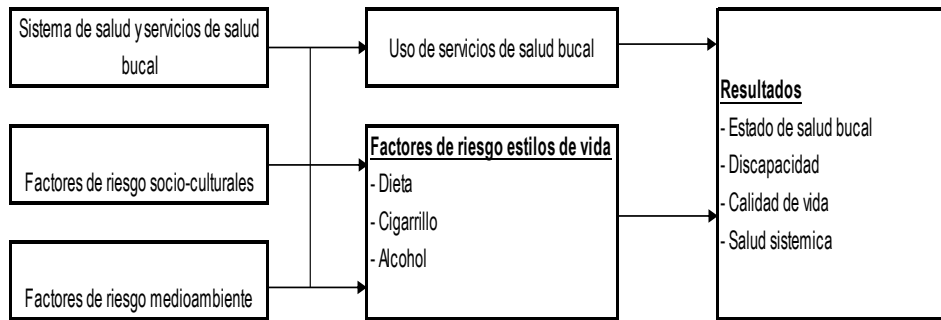 Sistema de salud y servicios de salud
bucal
Factores de riesgo socio-culturales
Factores de riesgo medioambiente
Uso de servicios de salud bucal
Factores de riesgo estilos de vida
- Dieta
- Cigarrillo
- Alcohol
Resultados
- Estado de salud bucal
- Discapacidad
- Calidad de vida
- Salud sistemica